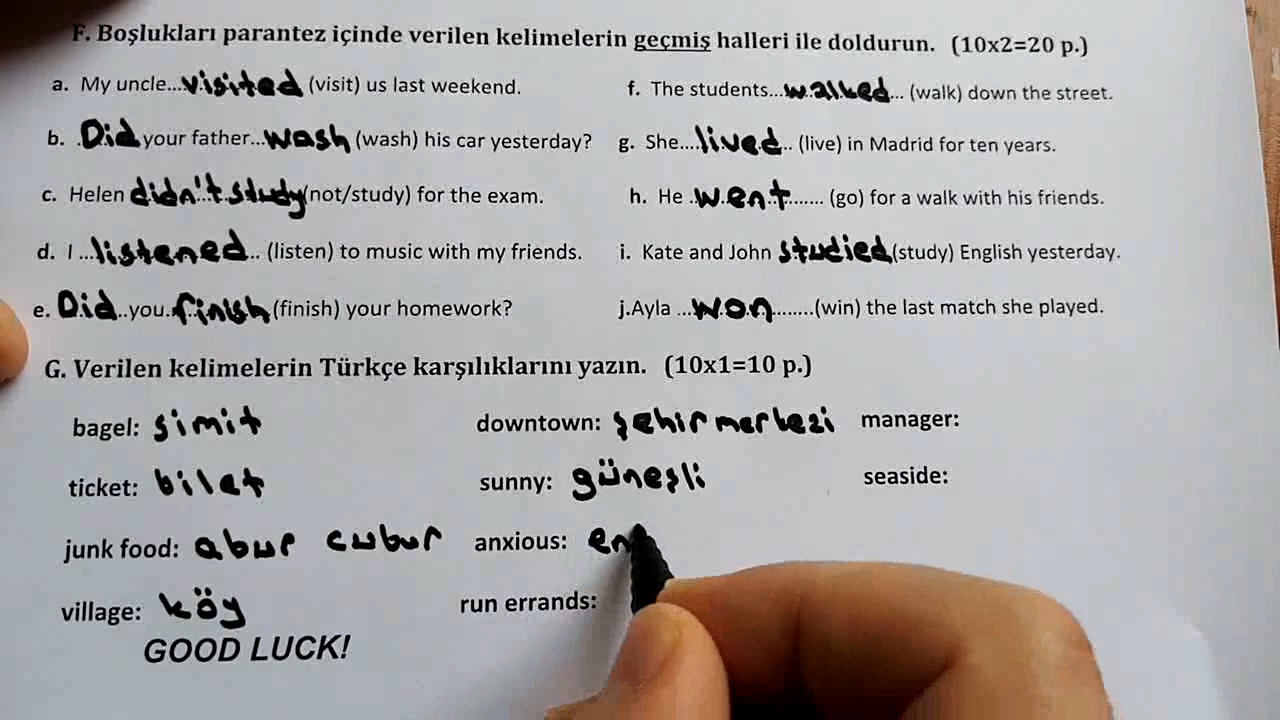 F. Boşlukları parantez içinde verilen kelimelerin geçmiş halleri ile doldurun. (10x2=20 p.)
a. My uncle...visited (visit) us last weekend.
b. .Did your father...wash (wash) his car yesterday?
c. Helen didn't study(not/study) for the exam.
d. I ...listened.. (listen) to music with my friends.
e. Did..you.finish (finish) your homework?
f. The students...walked... (walk) down the street.
g. She....lived.. (live) in Madrid for ten years.
h. He .went....... (go) for a walk with his friends.
i. Kate and John studied(study) English yesterday.
j.Ayla ...won........(win) the last match she played.
G. Verilen kelimelerin Türkçe karşılıklarını yazın. (10x1=10 p.)
bagel: simit
ticket: bilet
junk food: abur cubur
village: köy
downtown: şehir merkezi
sunny: güneşli
anxious: en
run errands:
manager:
seaside:
GOOD LUCK!